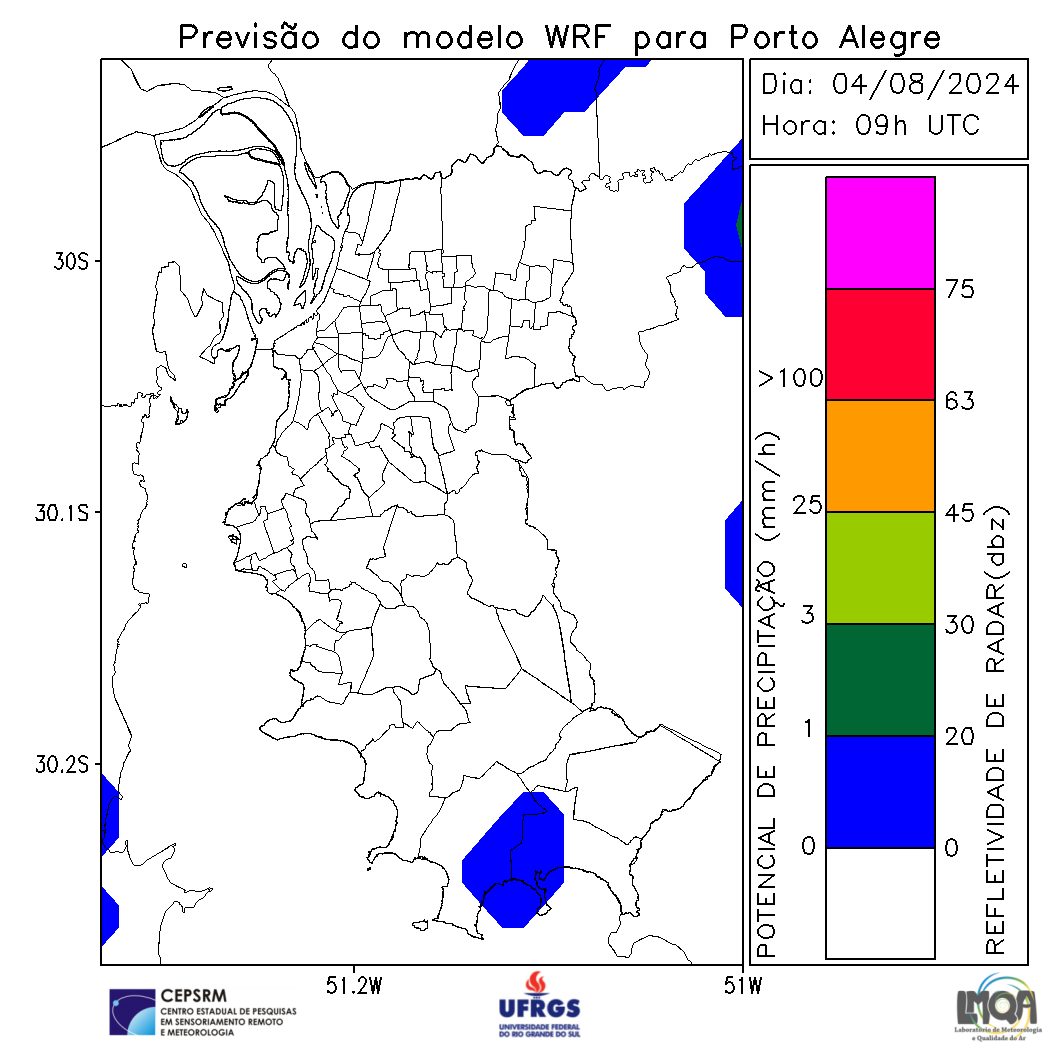 Previsão do modelo WRF para Porto Alegre
Dia: 04/08/2024
Hora: 09h UTC
30S
30.1S
30.2S
51.2W
51W
POTENCIAL DE PRECIPITAÇÃO (mm/h)
>100
25
3
1
0
75
63
45
30
20
0
REFLETIVIDADE DE RADAR(dbz)
CEPSRM
CENTRO ESTADUAL DE PESQUISAS
EM SENSORIAMENTO REMOTO
E METEOROLOGIA
UFRGS
UNIVERSIDADE FEDERAL
DO RIO GRANDE DO SUL
LMQA
Laboratório de Meteorologia
e Qualidade do Ar